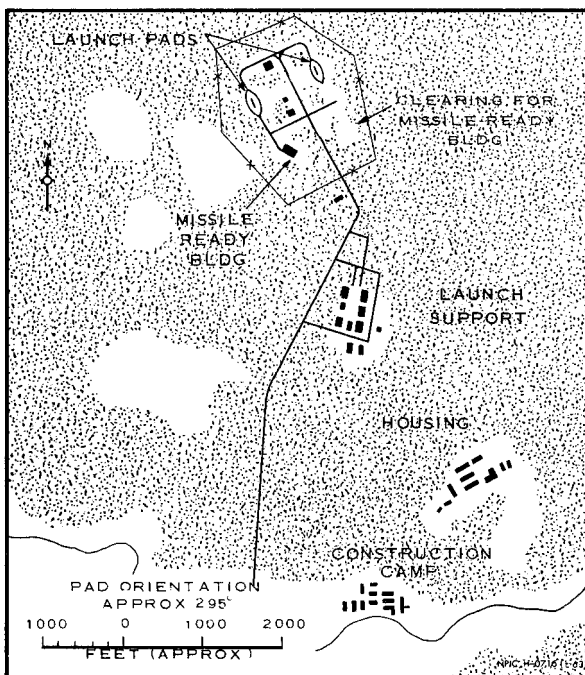 LAUNCH PADS
CLEARING FOR
MISSILE READY
BLDG
N
MISSILE
READY
BLDG
LAUNCH
SUPPORT
HOUSING
CONSTRUCTION
CAMP
PAD ORIENTATION
APPROX 295°
1000 0 1000 2000
FEET (APPROX)